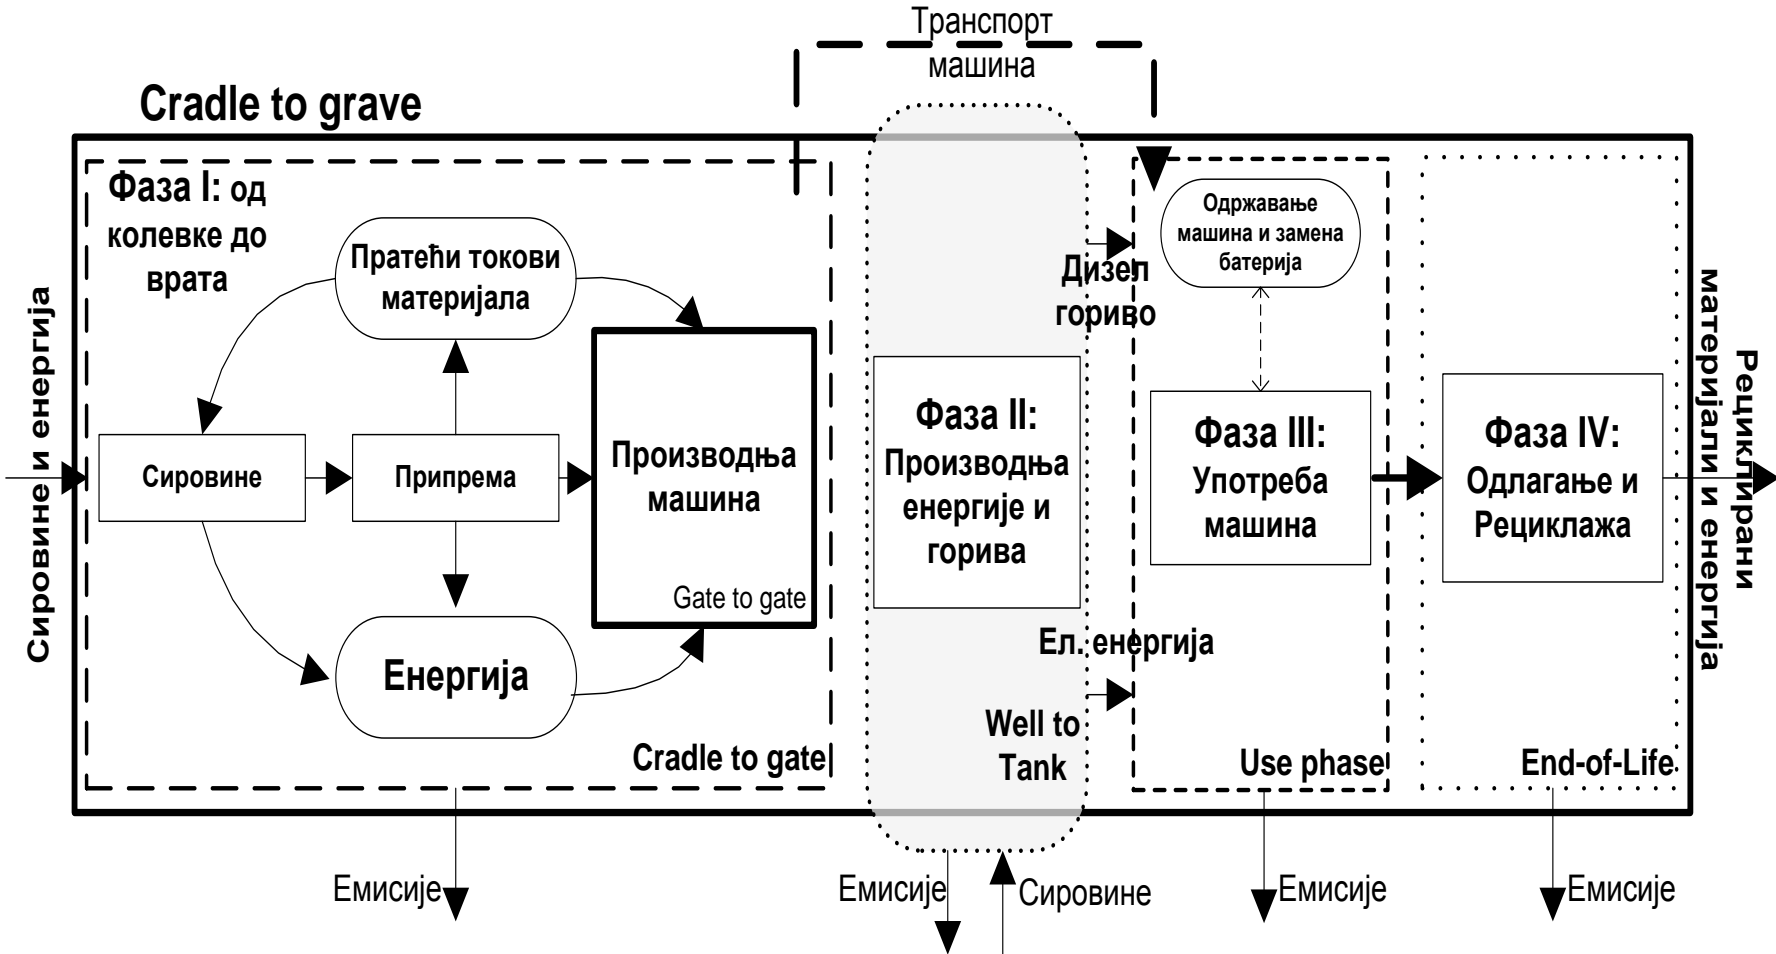 Транспорт
машина
Cradle to grave
Фаза I: од
колевке до
врата
Пратећи токови
материјала
Сировине и енергија
Сировине
Припрема
Производња
машина
Gate to gate
Енергија
Cradle to gate
Фаза II:
Производња
енергије и
горива
Дизел
гориво
Ел. енергија
Well to
Tank
Одржавање
машина и замена
батерија
Фаза III:
Употреба
машина
Use phase
Фаза IV:
Одлагање и
Рециклажа
End-of-Life
Рециклирани
материјали и енергија
Емисије
Емисије
Сировине
Емисије
Емисије